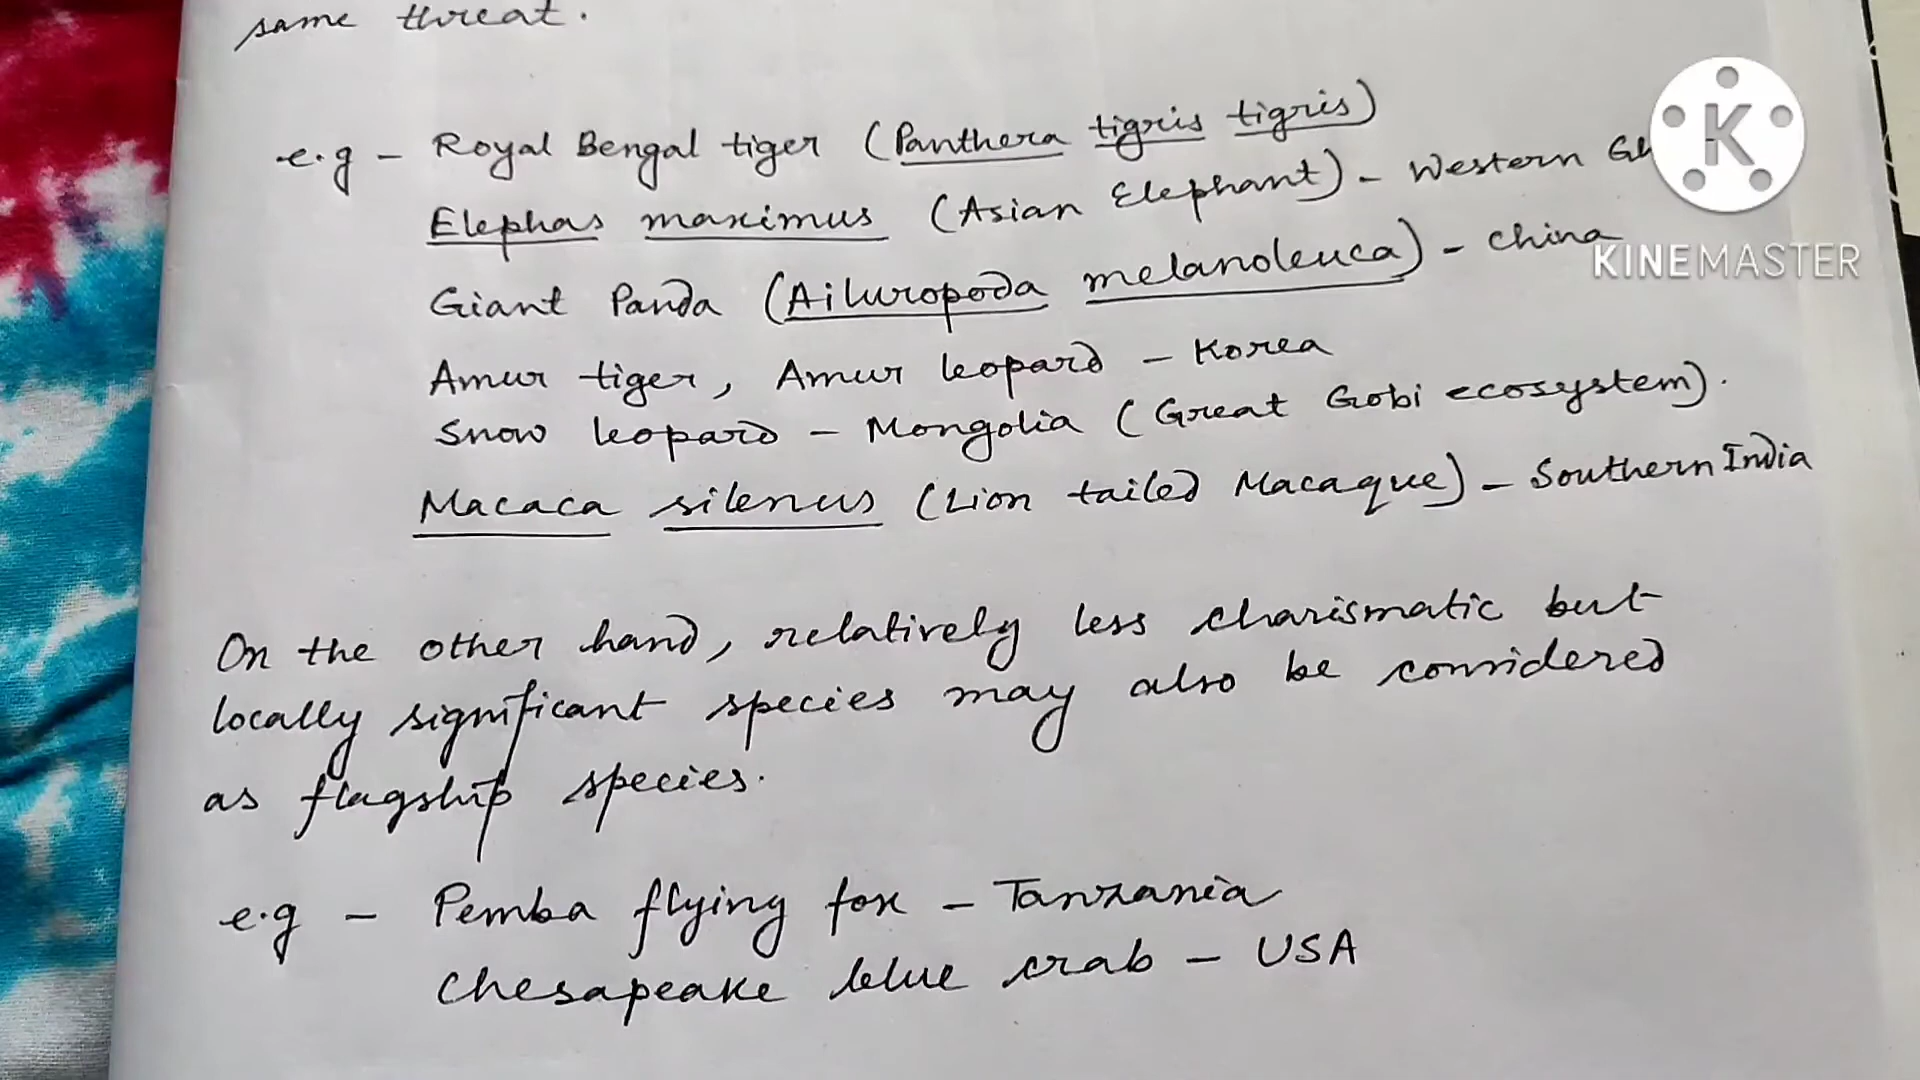 same threat.
e.g - Royal Bengal tiger (Panthera tigris tigris)
Elephas maximus (Asian Elephant) - Western
Giant Panda (Ailuropoda melanoleuca) - China
Amur tiger, Amur leopard - Korea
Snow leopard - Mongolia (Great Gobi ecosystem).
Macaca silenus (Lion tailed Macaque) - Southern India
On the other hand, relatively less charismatic but
locally significant species may also be considered
as flagship species.
e.g - Pemba flying fox - Tanzania
Chesapeake blue crab - USA
K
KINEMASTER